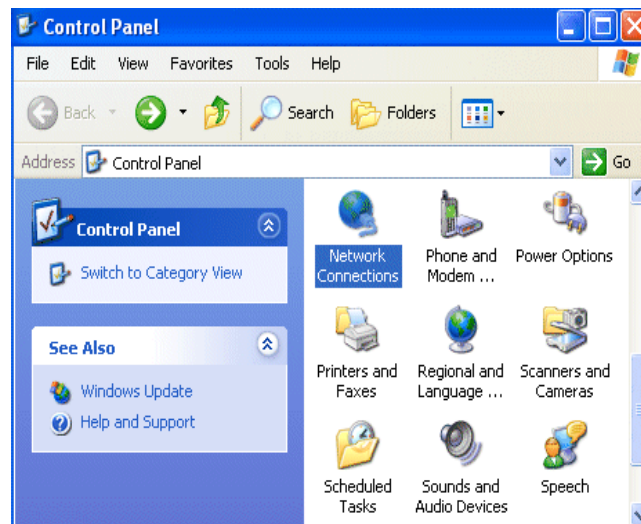 Control Panel
File Edit View Favorites Tools Help
Back Search Folders
Address Control Panel Go
Control Panel
Switch to Category View
See Also
Windows Update
Help and Support
Network
Connections
Phone and
Modem ...
Power Options
Printers and
Faxes
Regional and
Language ...
Scanners and
Cameras
Scheduled
Tasks
Sounds and
Audio Devices
Speech